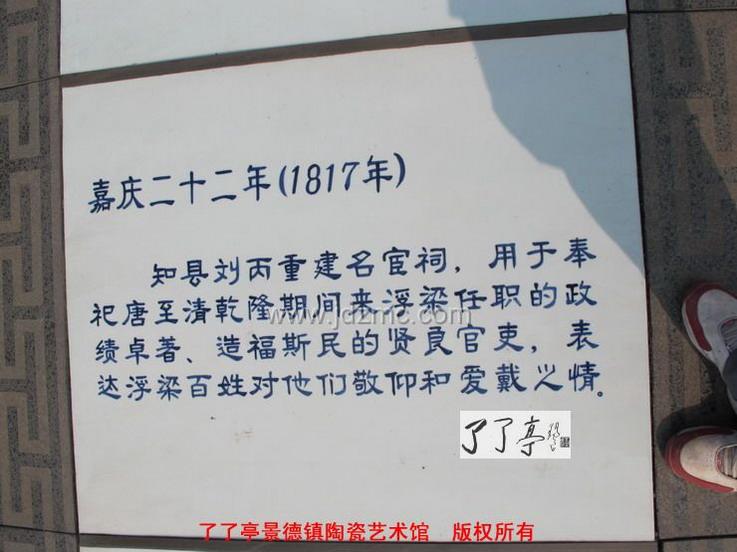 嘉庆二十二年(1817年)
知县刘丙重建名宦祠，用于奉
祀唐至清乾隆期间来浮梁任职的政
www.jdzmc.com
绩卓著、造福斯民的贤良官吏，表
达浮梁百姓对他们敬仰和爱戴之情。
了了亭
了了亭景德镇陶瓷艺术馆 版权所有